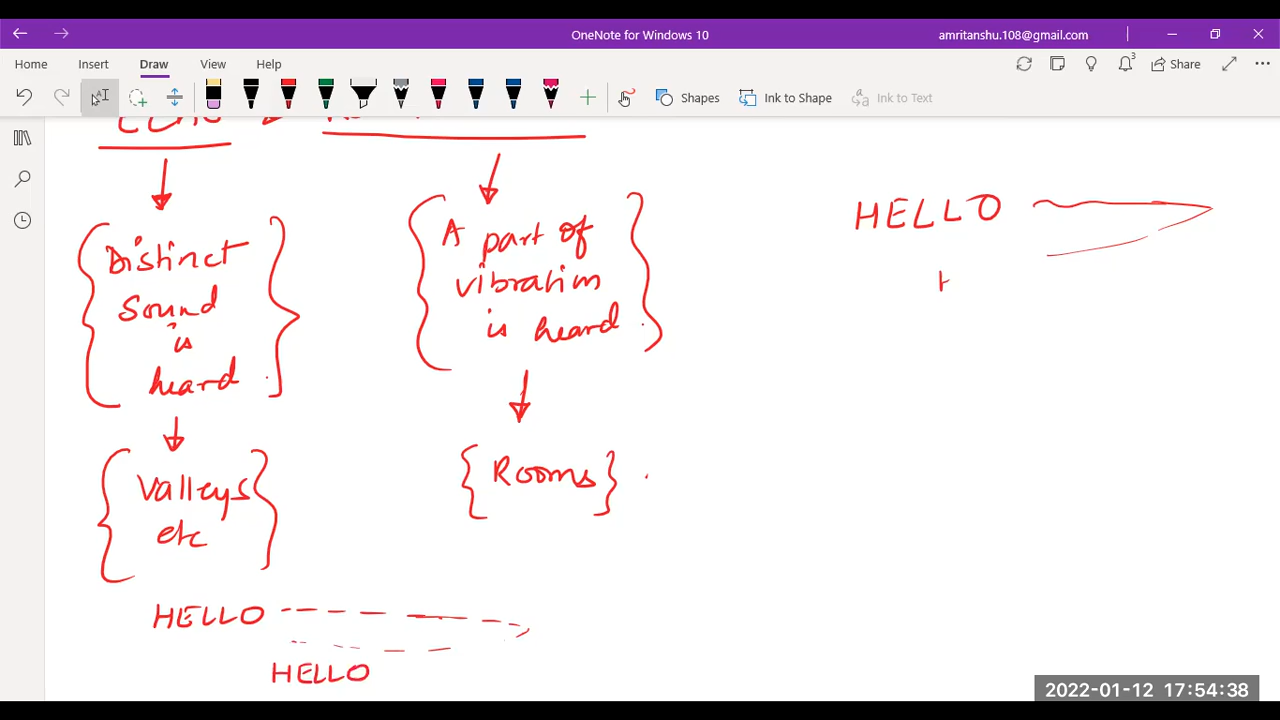 OneNote for Windows 10
amritanshu.108@gmail.com
Home Insert Draw View Help
3
Share
Shapes
Ink to Shape
Ink to Text
ECHO
Distinct
Sound
is
heard.
Valleys
etc
HELLO
HELLO
A part of
vibration
is heard.
{Rooms}.
HELLO
2022-01-12 17:54:38